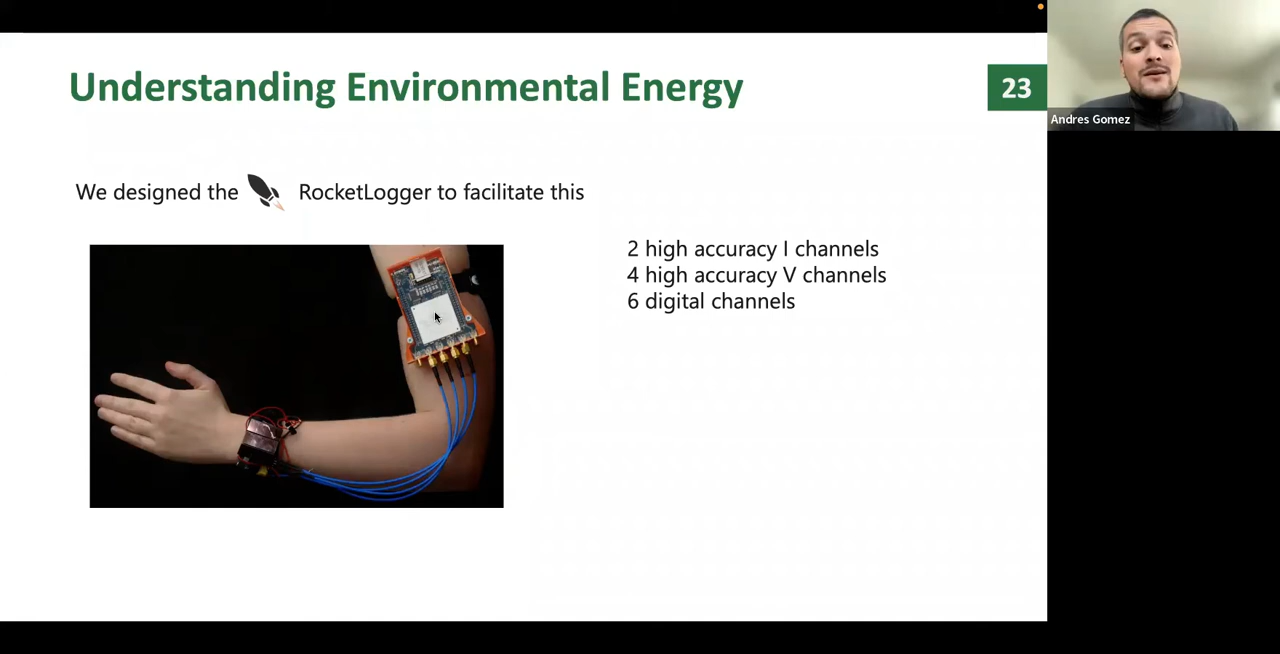 Understanding Environmental Energy
23
Andres Gomez
We designed the RocketLogger to facilitate this
2 high accuracy I channels
4 high accuracy V channels
6 digital channels